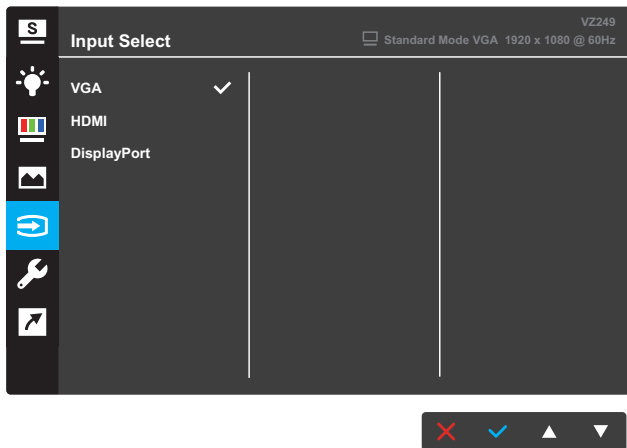 S
VZ249
Input Select
Standard Mode VGA 1920 x 1080 @ 60Hz
VGA
HDMI
DisplayPort